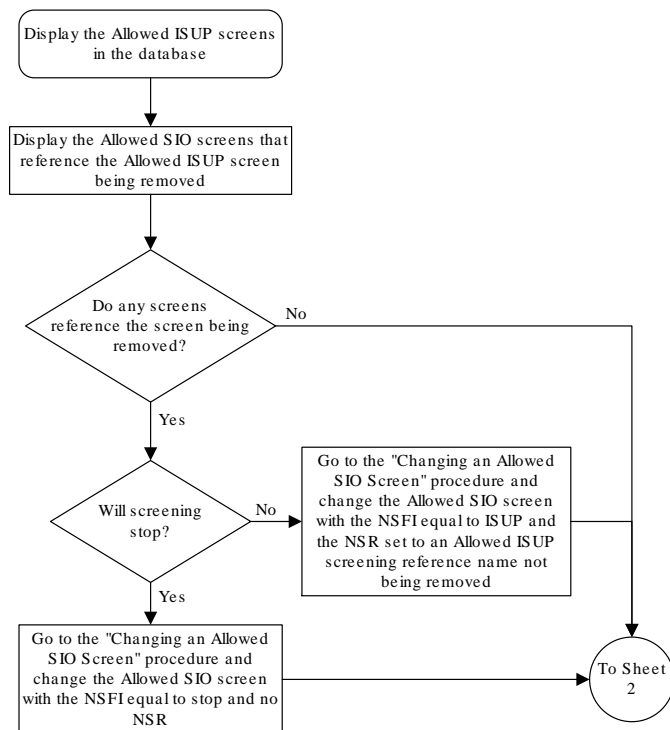 Display the Allowed ISUP screens
in the database
Display the Allowed SIO screens that
reference the Allowed ISUP screen
being removed
Do any screens
reference the screen being
removed?
No
Yes
Will screening
stop?
No
Go to the "Changing an Allowed
SIO Screen" procedure and
change the Allowed SIO screen
with the NSFI equal to ISUP and
the NSR set to an Allowed ISUP
screening reference name not
being removed
Yes
Go to the "Changing an Allowed
SIO Screen" procedure and
change the Allowed SIO screen
with the NSFI equal to stop and no
NSR
To Sheet
2